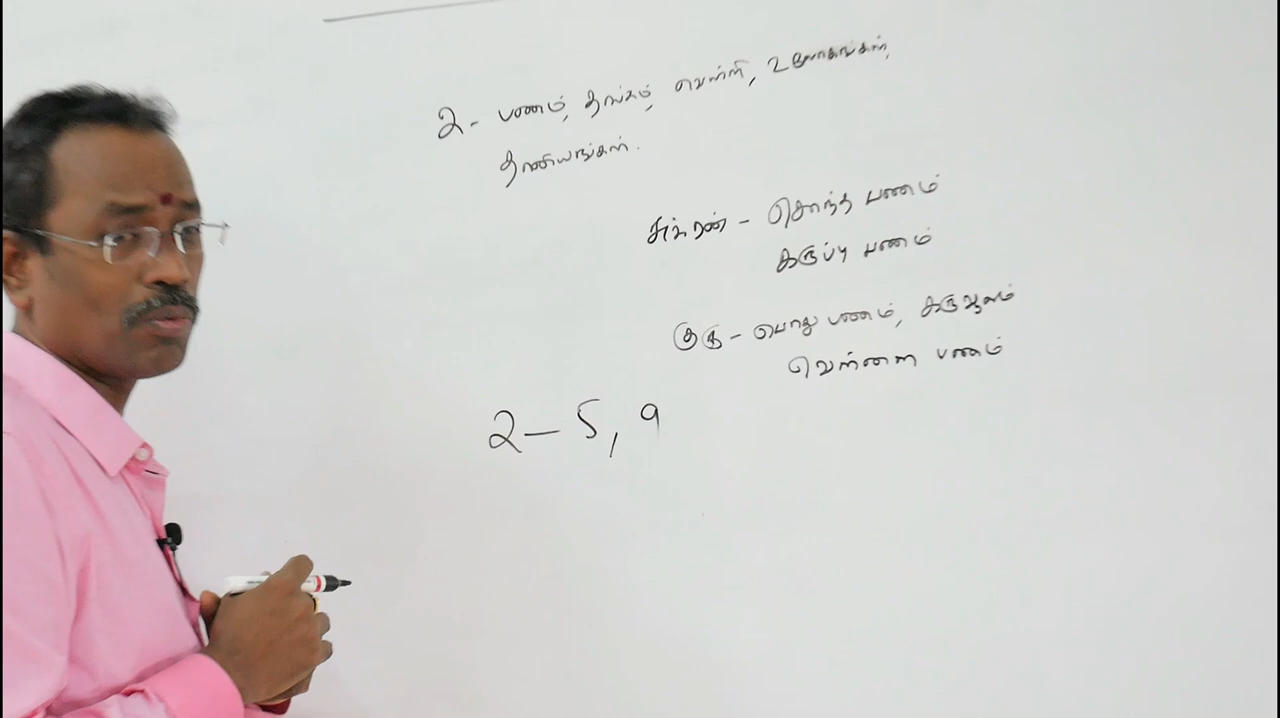 2 - பணம், தங்கம், வெள்ளி, உலோகங்கள்,
தானியங்கள்.
சுக்ரன் - சொந்த பணம்
கருப்பு பணம்
குரு - பொது பணம், கருவூலம்
வெள்ளை பணம்
2 - 5, 9